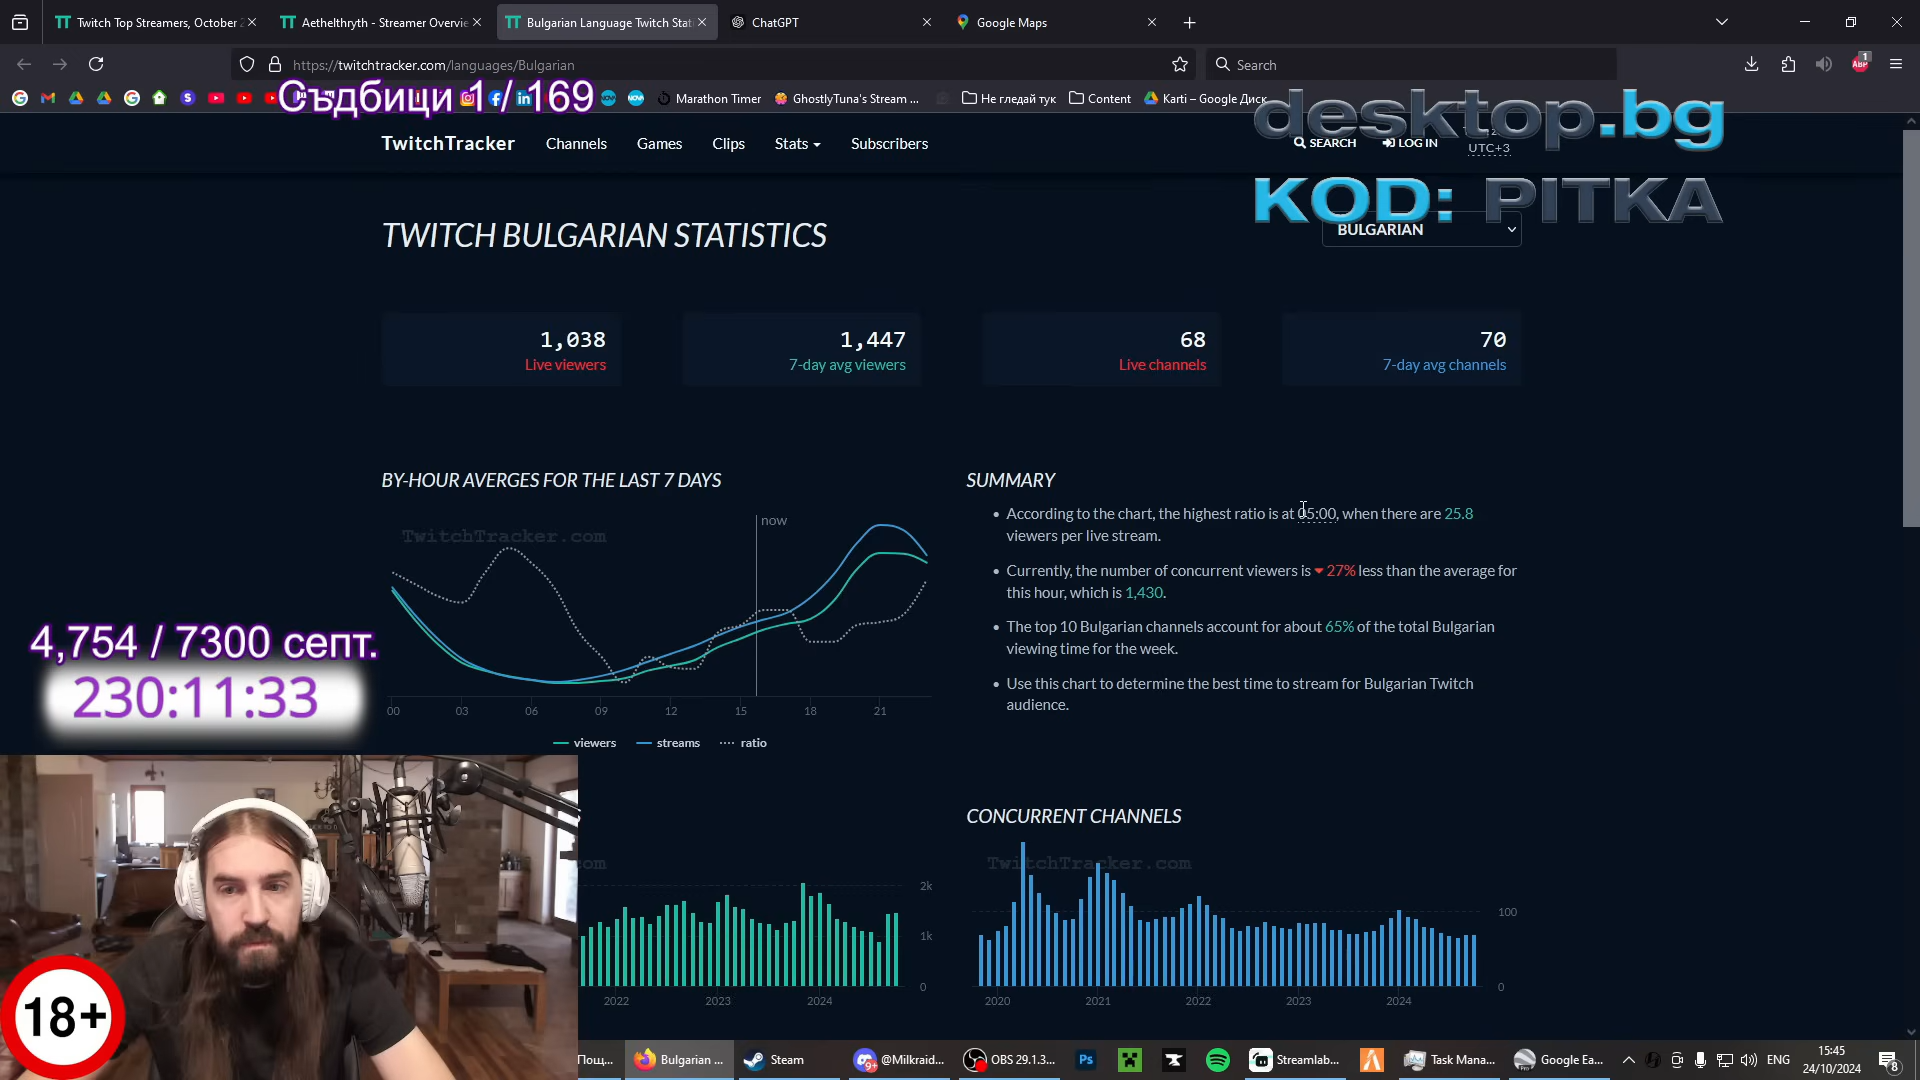 Twitch Top Streamers, October 2
Aethelthryth - Streamer Overvie
Bulgarian Language Twitch Stati
ChatGPT
Google Maps
https://twitchtracker.com/languages/Bulgarian
Search
Съдбици 1 / 169
Marathon Timer
GhostlyTuna's Stream ...
Не гледай тук
Content
Karti – Google Диск
desktop.bg
KOD: PITKA
TwitchTracker
Channels
Games
Clips
Stats
Subscribers
SEARCH
LOG IN
UTC+3
TWITCH BULGARIAN STATISTICS
BULGARIAN
1,038
Live viewers
1,447
7-day avg viewers
68
Live channels
70
7-day avg channels
BY-HOUR AVERGES FOR THE LAST 7 DAYS
TwitchTracker.com
now
00 03 06 09 12 15 18 21
viewers streams ratio
SUMMARY
According to the chart, the highest ratio is at 05:00, when there are 25.8
viewers per live stream.
Currently, the number of concurrent viewers is 27% less than the average for
this hour, which is 1,430.
The top 10 Bulgarian channels account for about 65% of the total Bulgarian
viewing time for the week.
Use this chart to determine the best time to stream for Bulgarian Twitch
audience.
4,754 / 7300 септ.
230:11:33
com
2k
1k
0
2022 2023 2024
CONCURRENT CHANNELS
TwitchTracker.com
100
0
2020 2021 2022 2023 2024
18+
Пощ...
Bulgarian ...
Steam
@Milkraid...
OBS 29.1.3...
Ps
Streamlab...
Task Mana...
Google Ea...
ENG
15:45
24/10/2024
8